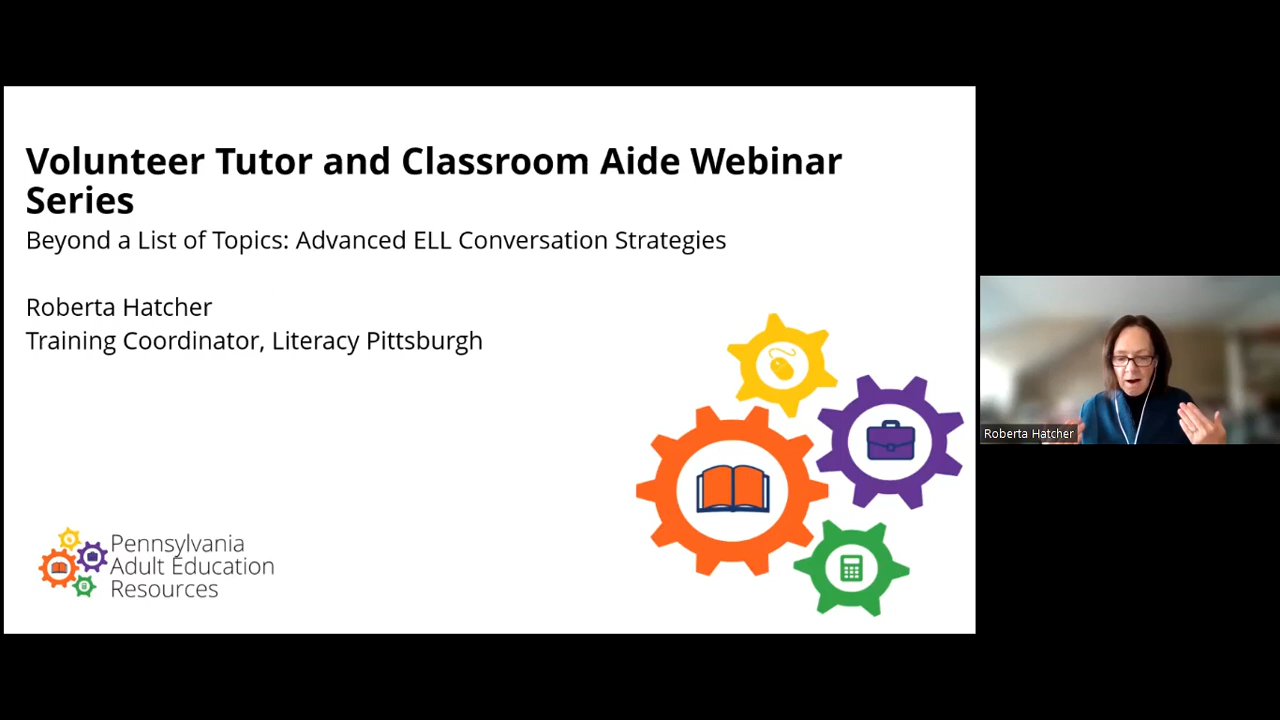 Volunteer Tutor and Classroom Aide Webinar
Series
Beyond a List of Topics: Advanced ELL Conversation Strategies
Roberta Hatcher
Training Coordinator, Literacy Pittsburgh
Pennsylvania
Adult Education
Resources
Roberta Hatcher